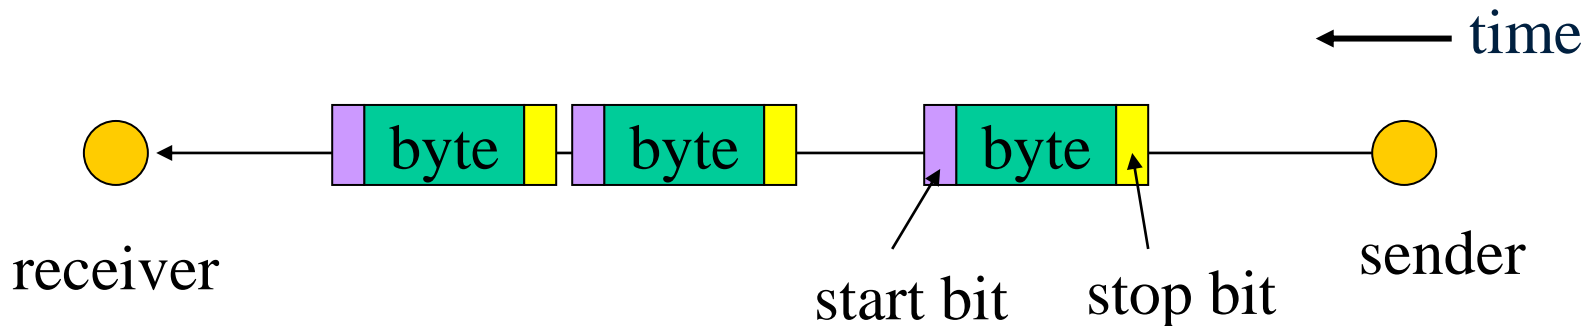 time
byte
byte
byte
receiver
start bit
stop bit
sender